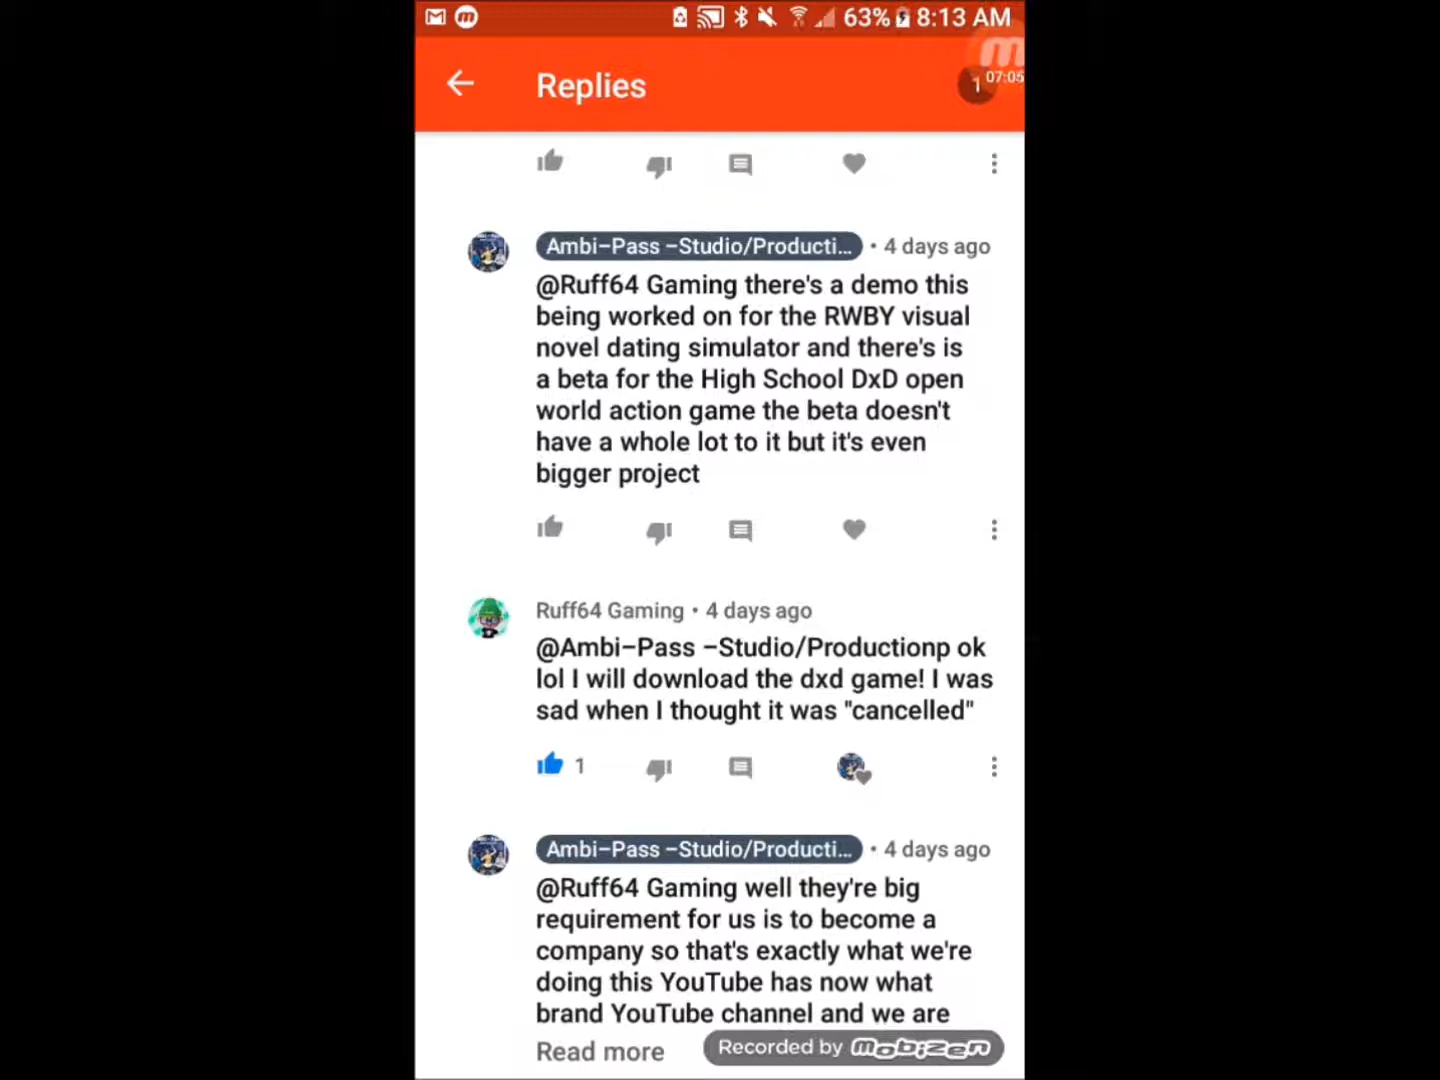 63% 8:13 AM
07:05
Replies
1
Ambi–Pass –Studio/Producti... • 4 days ago
@Ruff64 Gaming there's a demo this
being worked on for the RWBY visual
novel dating simulator and there's is
a beta for the High School DxD open
world action game the beta doesn't
have a whole lot to it but it's even
bigger project
Ruff64 Gaming • 4 days ago
@Ambi–Pass –Studio/Productionp ok
lol I will download the dxd game! I was
sad when I thought it was "cancelled"
1
Ambi–Pass –Studio/Producti... • 4 days ago
@Ruff64 Gaming well they're big
requirement for us is to become a
company so that's exactly what we're
doing this YouTube has now what
brand YouTube channel and we are
Read more
Recorded by mobizen